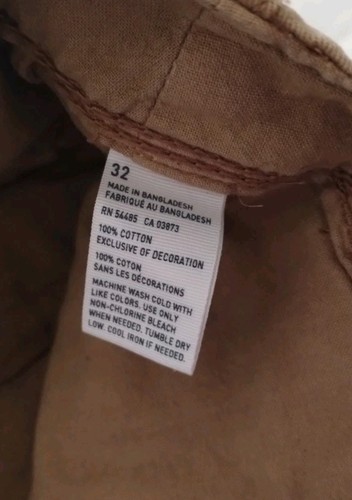 32
MADE IN BANGLADESH
FABRIQUÉ AU BANGLADESH
RN 54485 CA 03873
100% COTTON
EXCLUSIVE OF DECORATION
100% COTON
SANS LES DÉCORATIONS
MACHINE WASH COLD WITH
LIKE COLORS. USE ONLY
NON-CHLORINE BLEACH
WHEN NEEDED. TUMBLE DRY
LOW. COOL IRON IF NEEDED.